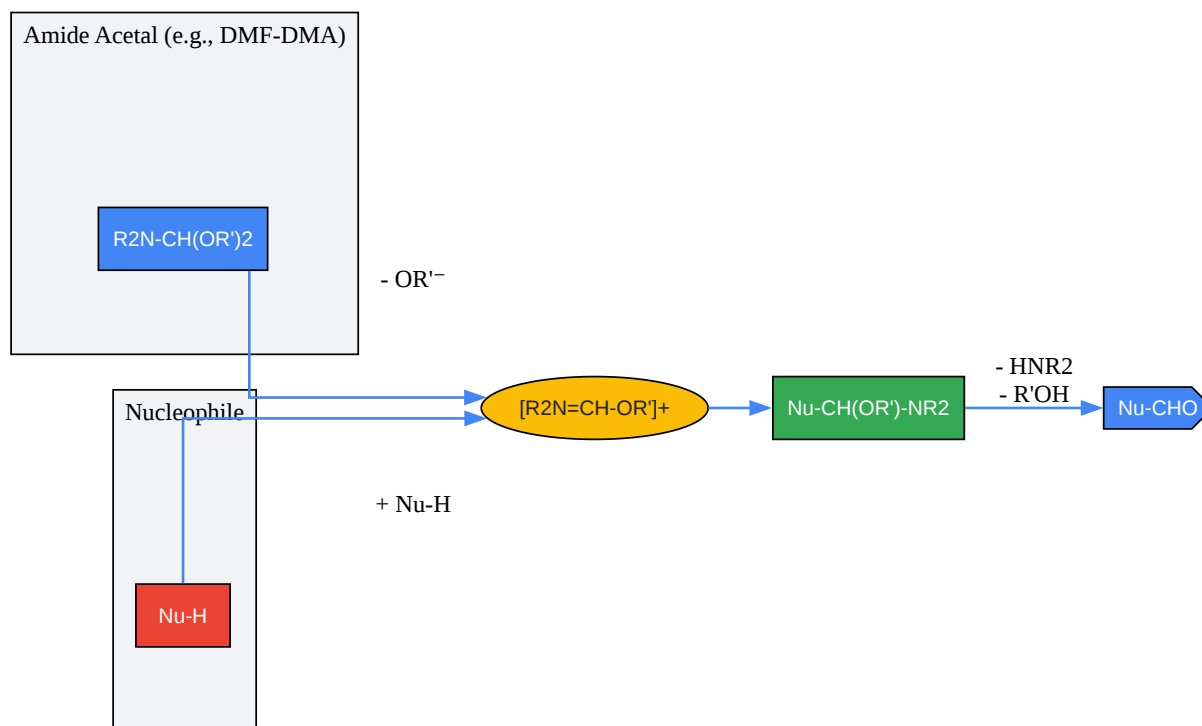 Amide Acetal (e.g., DMF-DMA)
R2N-CH(OR')2
- OR'⁻
Nucleophile
[R2N=CH-OR']+
Nu-CH(OR')-NR2
- HNR2
- R'OH
Nu-CHO
+ Nu-H
Nu-H